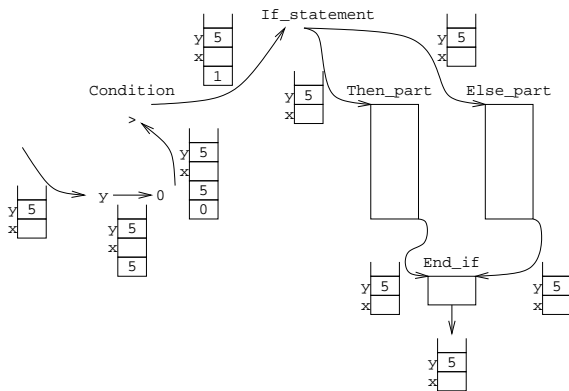 If_statement
y 5
x
1
y 5
x
Condition
y 5
x
Then_part
Else_part
>
y 5
x
5
0
y 5
x
y
0
y 5
x
5
End_if
y 5
x
y 5
x
y 5
x